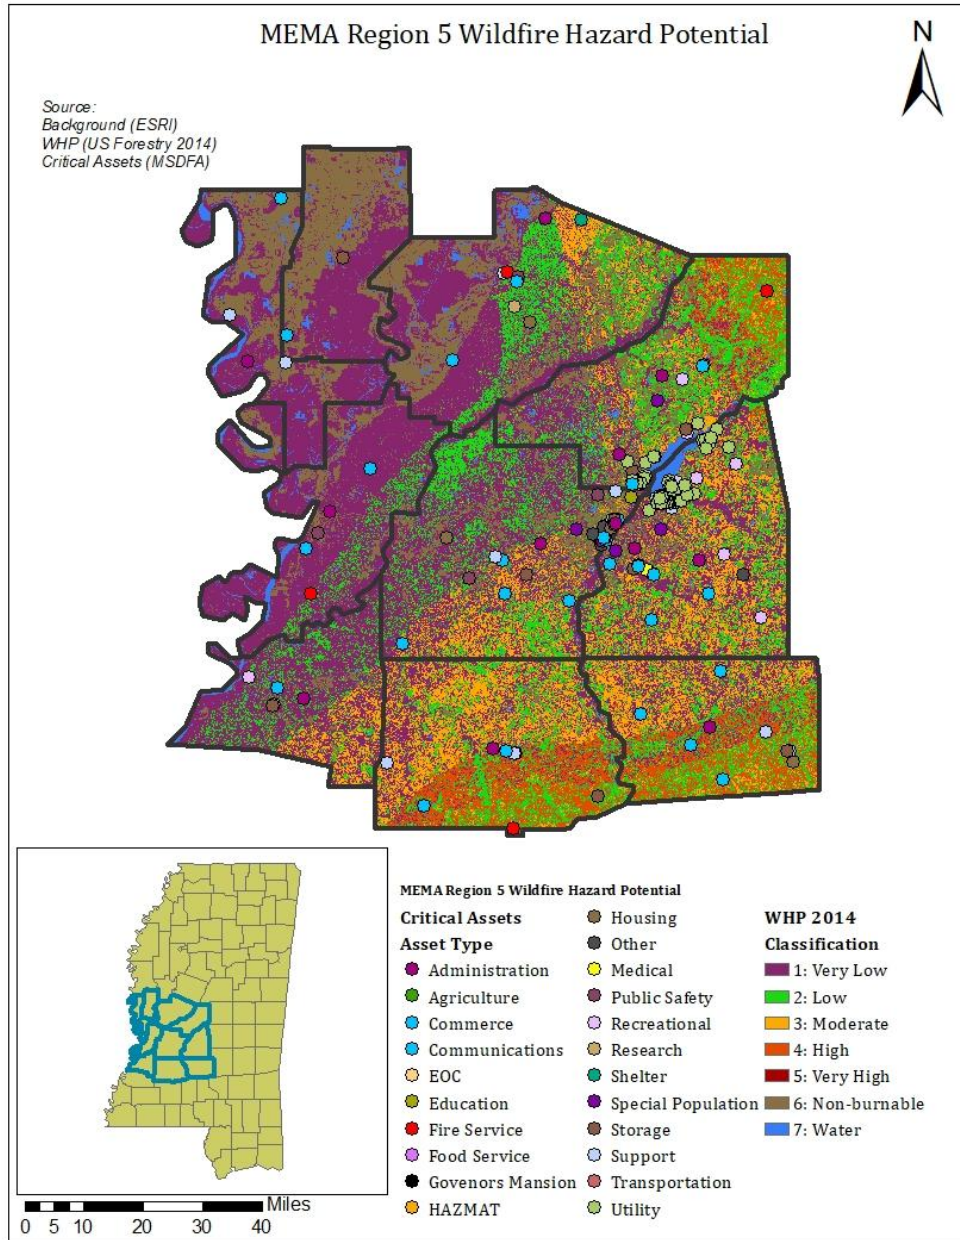 MEMA Region 5 Wildfire Hazard Potential
N
Source:
Background (ESRI)
WHP (US Forestry 2014)
Critical Assets (MSDFA)
MEMA Region 5 Wildfire Hazard Potential
Critical Assets
Asset Type
Administration
Agriculture
Commerce
Communications
EOC
Education
Fire Service
Food Service
Govenors Mansion
HAZMAT
Housing
Other
Medical
Public Safety
Recreational
Research
Shelter
Special Population
Storage
Support
Transportation
Utility
WHP 2014
Classification
1: Very Low
2: Low
3: Moderate
4: High
5: Very High
6: Non-burnable
7: Water
Miles
0 5 10 20 30 40